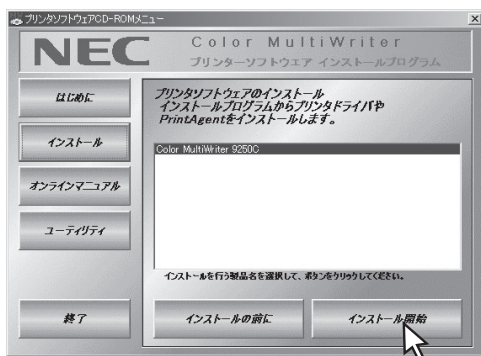 プリンタソフトウェアCD-ROMメニュー
NEC
Color MultiWriter
プリンターソフトウエア インストールプログラム
はじめに
インストール
オンラインマニュアル
ユーティリティ
終了
プリンタソフトウェアのインストール
インストールプログラムからプリンタドライバや
PrintAgentをインストールします。
Color MultiWriter 9250C
インストールを行う製品名を選択して、ボタンをクリックしてください。
インストールの前に
インストール開始